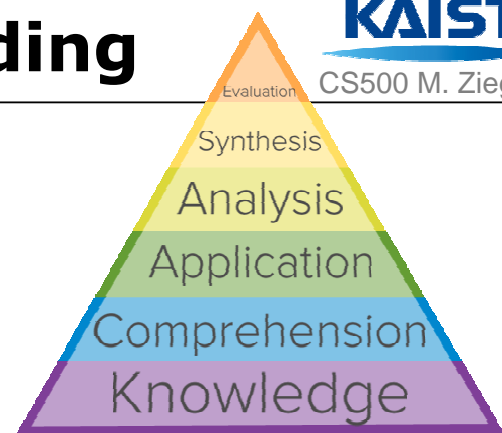 ding
KAIST
CS500 M. Zieg
Evaluation
Synthesis
Analysis
Application
Comprehension
Knowledge